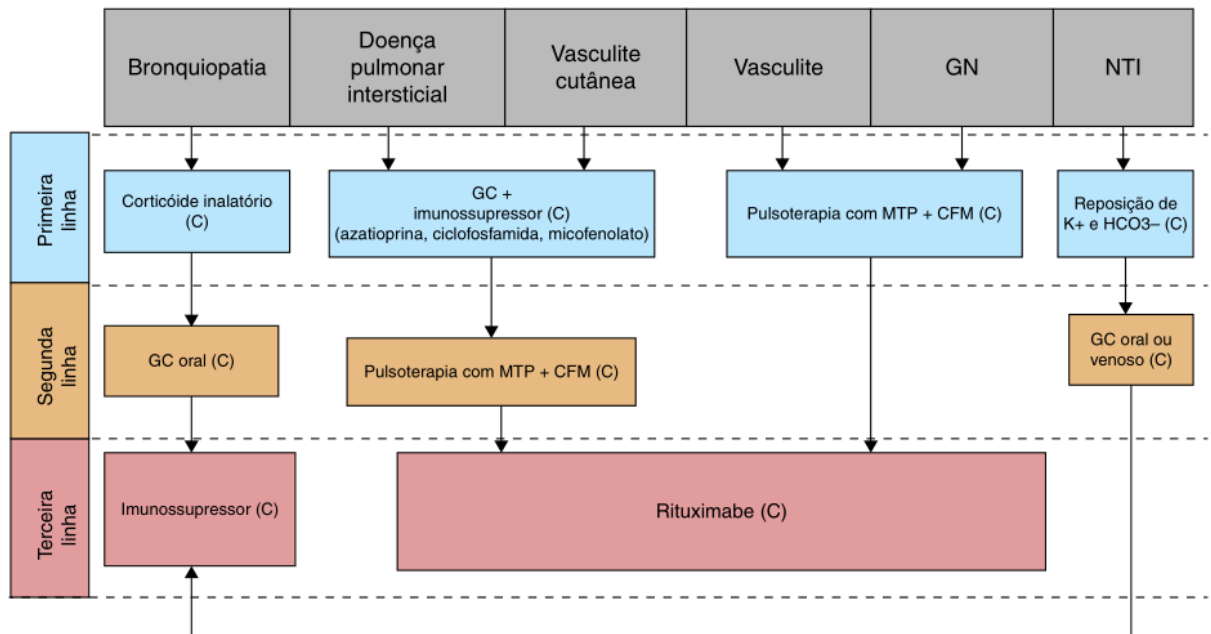 Bronquiopatia
Doença
pulmonar
intersticial
Vasculite
cutânea
Vasculite
GN
NTI
Primeira
linha
Corticóide inalatório
(C)
GC +
imunossupressor (C)
(azatioprina, ciclofosfamida, micofenolato)
Pulsoterapia com MTP + CFM (C)
Reposição de
K+ e HCO3– (C)
Segunda
linha
GC oral (C)
Pulsoterapia com MTP + CFM (C)
GC oral ou
venoso (C)
Terceira
linha
Imunossupressor (C)
Rituximabe (C)